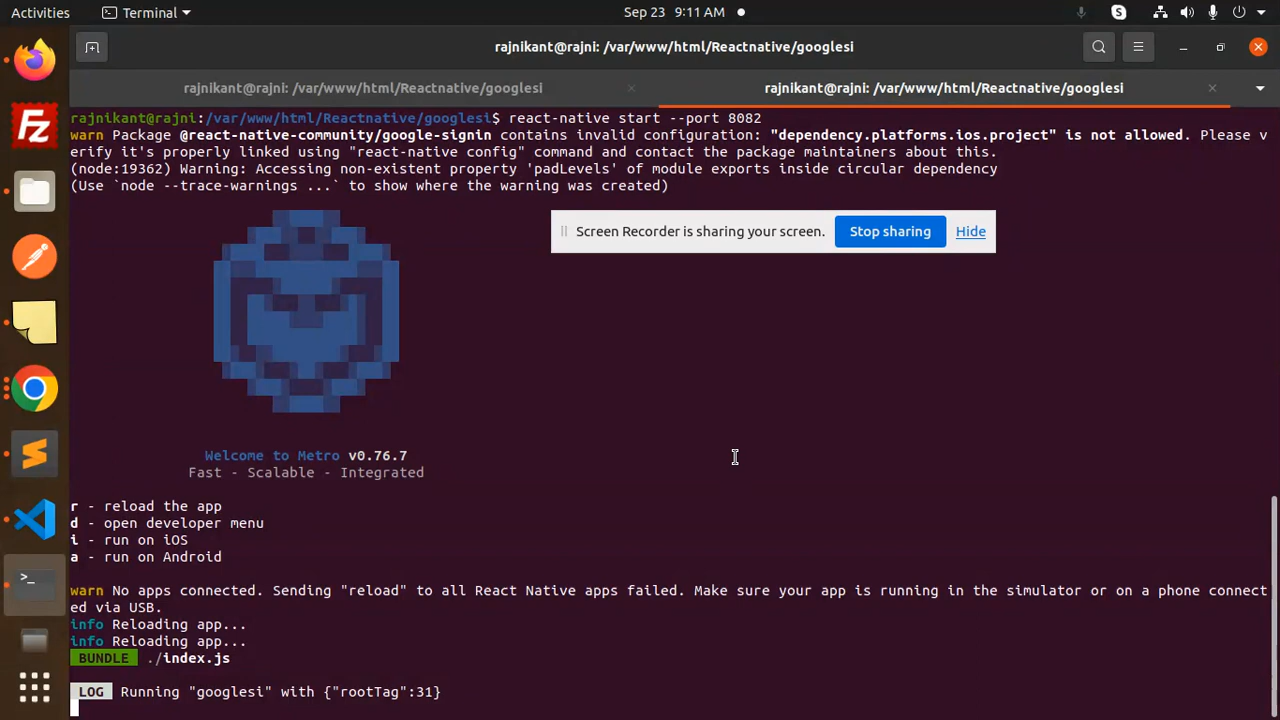 Activities
Terminal
Sep 23 9:11 AM
rajnikant@rajni: /var/www/html/Reactnative/googlesi
rajnikant@rajni: /var/www/html/Reactnative/googlesi
rajnikant@rajni: /var/www/html/Reactnative/googlesi
rajnikant@rajni:/var/www/html/Reactnative/googlesi$ react-native start --port 8082
warn Package @react-native-community/google-signin contains invalid configuration: "dependency.platforms.ios.project" is not allowed. Please v
erify it's properly linked using "react-native config" command and contact the package maintainers about this.
(node:19362) Warning: Accessing non-existent property 'padLevels' of module exports inside circular dependency
(Use `node --trace-warnings ...` to show where the warning was created)
Screen Recorder is sharing your screen.
Stop sharing
Hide
Welcome to Metro v0.76.7
Fast - Scalable - Integrated
r - reload the app
d - open developer menu
i - run on iOS
a - run on Android
warn No apps connected. Sending "reload" to all React Native apps failed. Make sure your app is running in the simulator or on a phone connect
ed via USB.
info Reloading app...
info Reloading app...
BUNDLE ./index.js
LOG Running "googlesi" with {"rootTag":31}